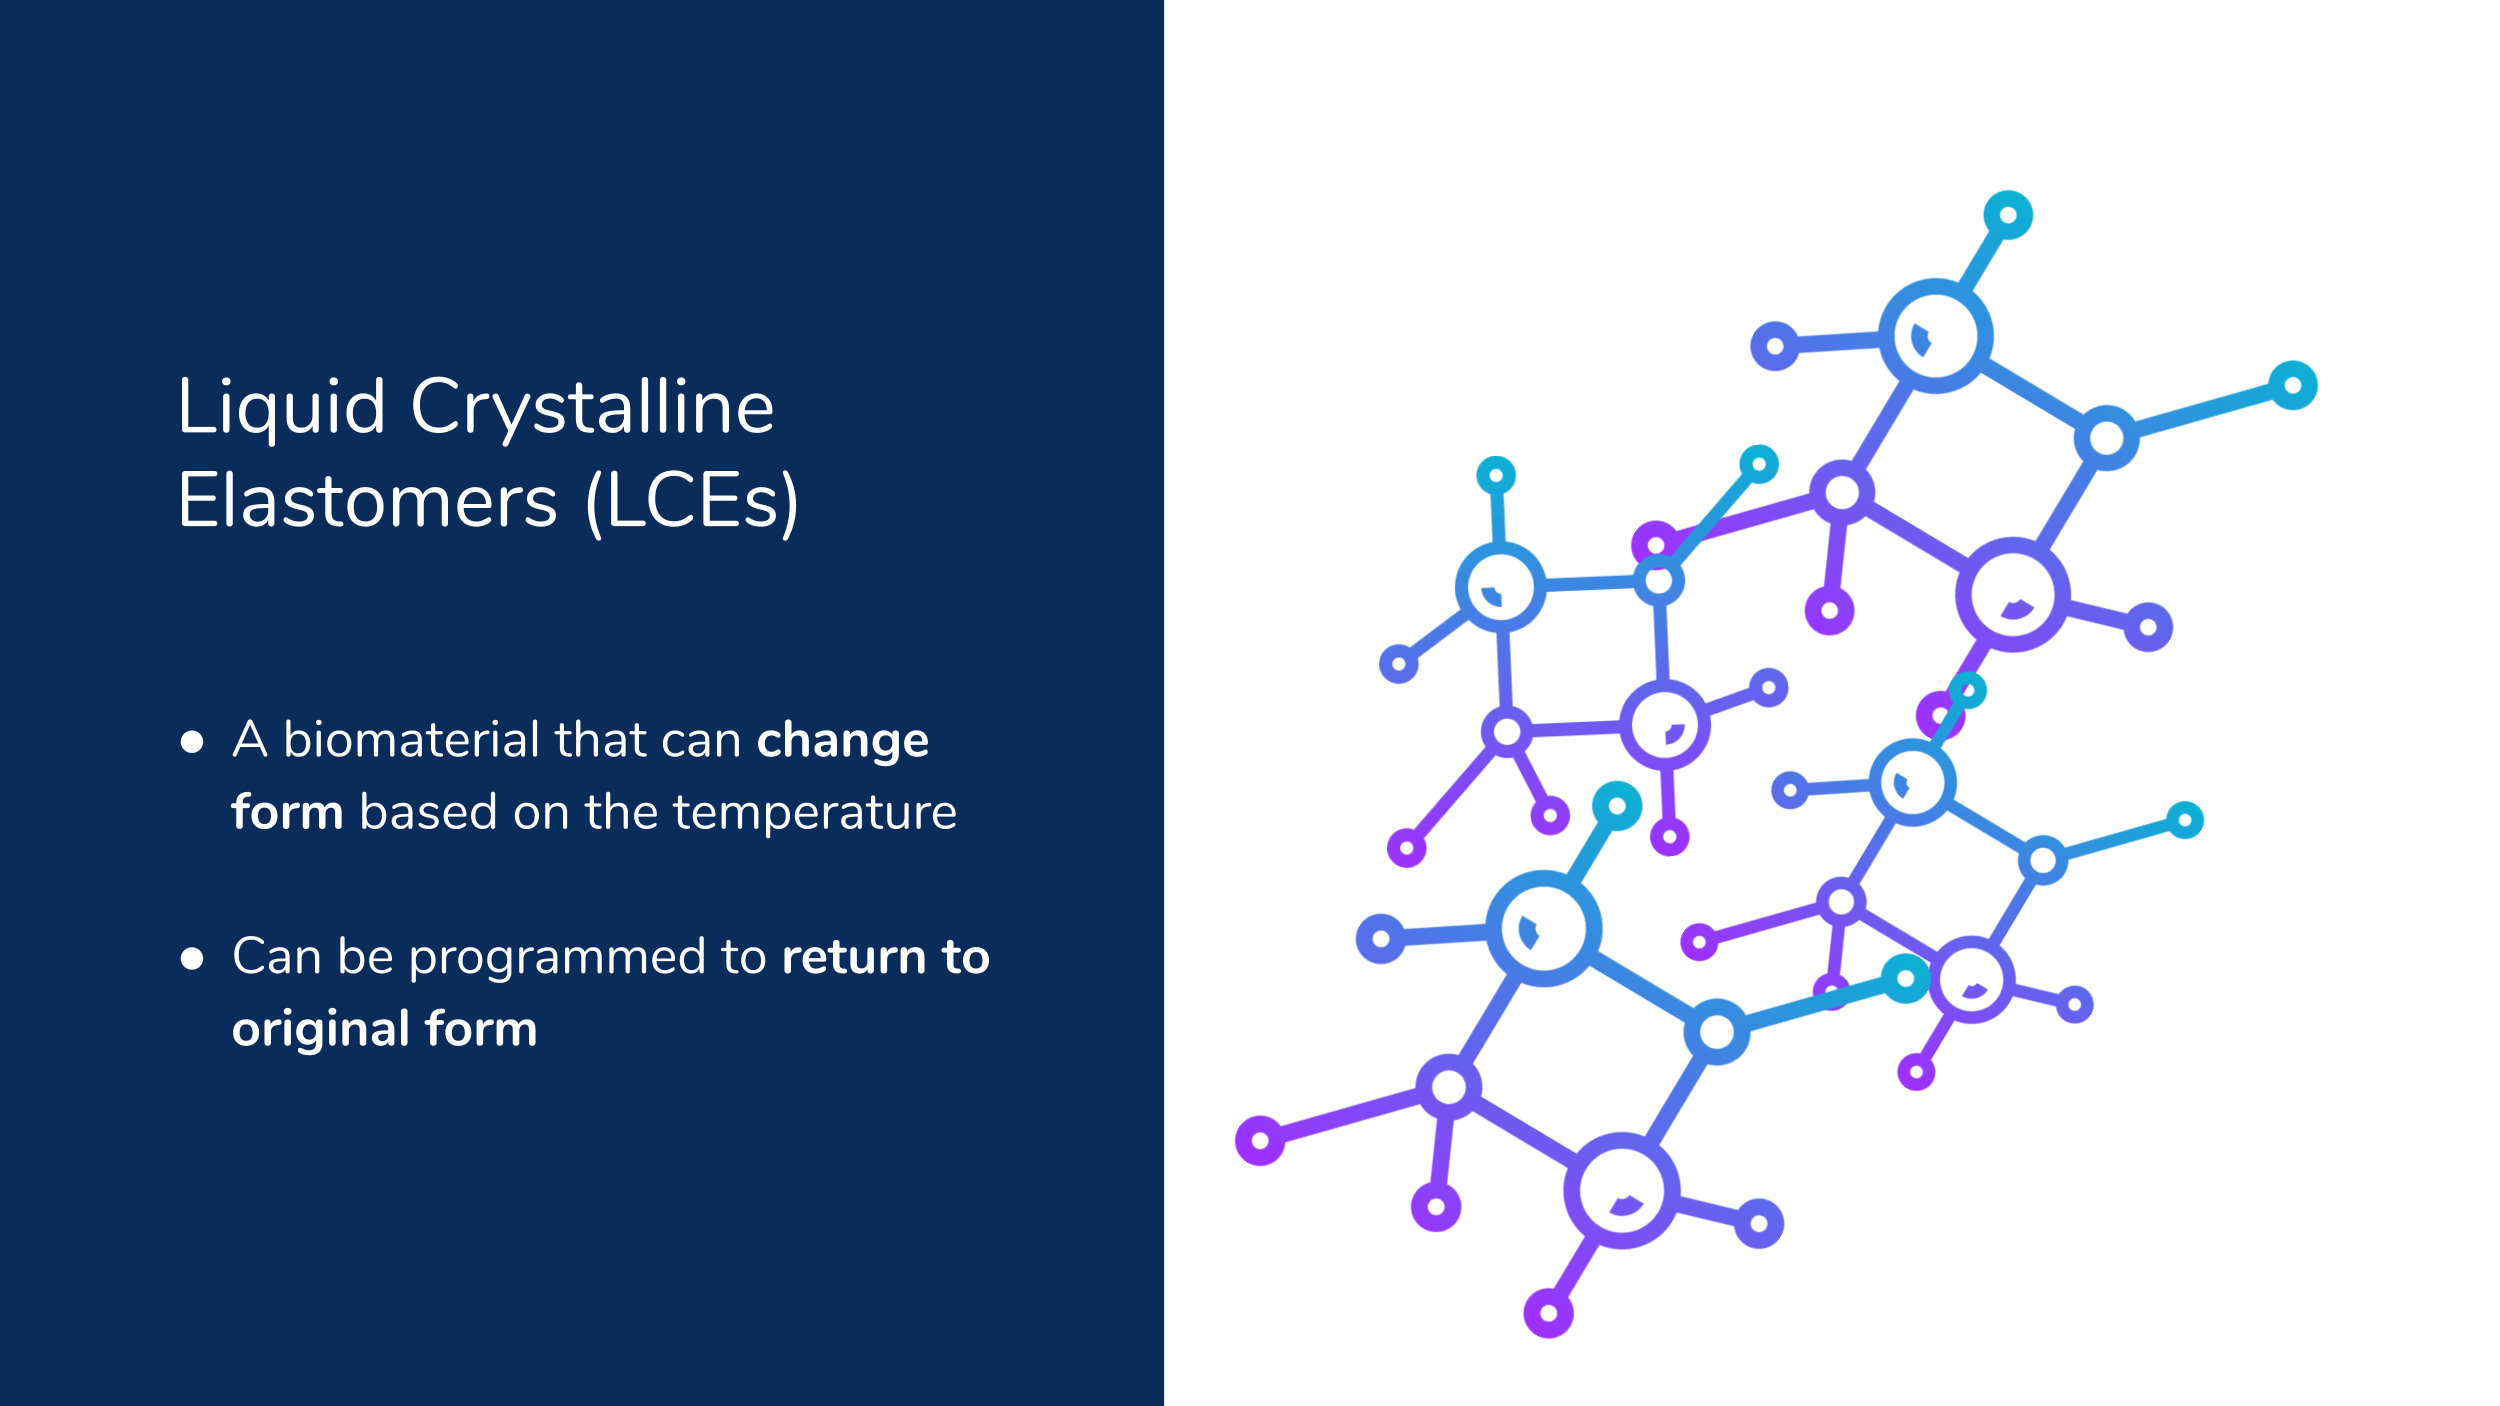 Liquid Crystalline
Elastomers (LCEs)
● A biomaterial that can change
form based on the temperature
● Can be programmed to return to
original form